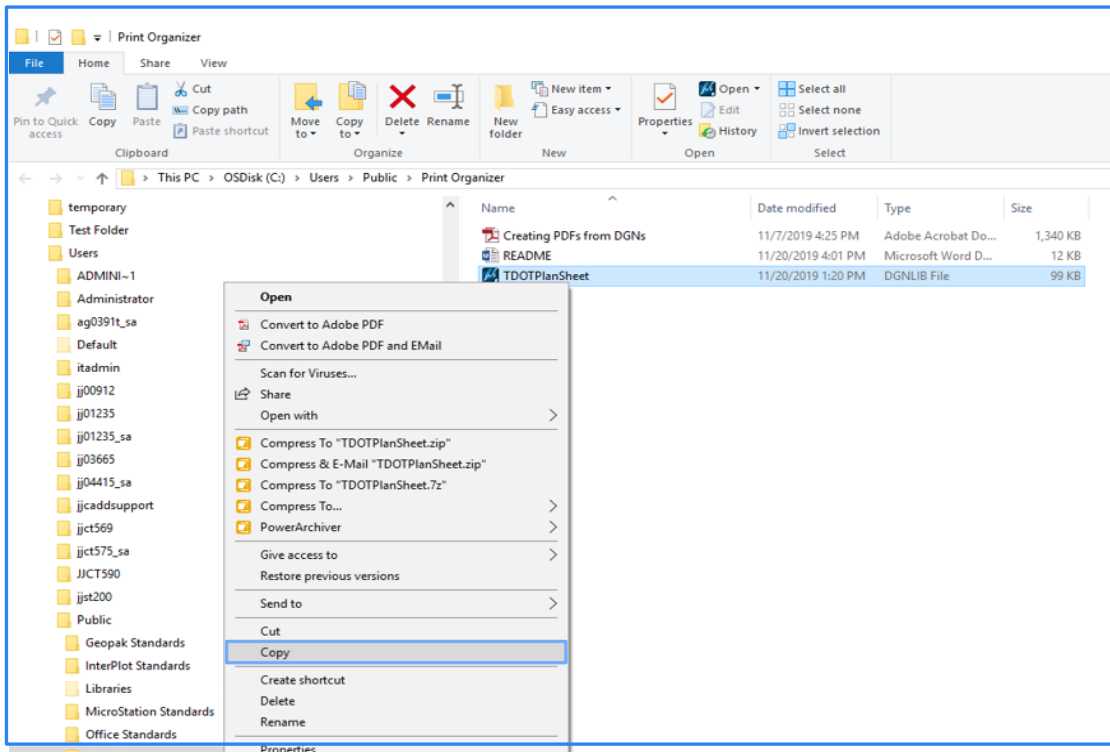 Print Organizer
File Home Share View
Pin to Quick access
Copy
Paste
Cut
Copy path
Paste shortcut
Clipboard
Move to
Copy to
Delete
Rename
Organize
New folder
New item
Easy access
New
Properties
Open
Edit
History
Open
Select all
Select none
Invert selection
Select
This PC > OSDisk (C:) > Users > Public > Print Organizer
temporary
Test Folder
Users
ADMINI~1
Administrator
ag0391t_sa
Default
itadmin
jj00912
jj01235
jj01235_sa
jj03665
jj04415_sa
jjcaddsupport
jjct569
jjct575_sa
JJCT590
jjst200
Public
Geopak Standards
InterPlot Standards
Libraries
MicroStation Standards
Office Standards
Name Date modified Type Size
Creating PDFs from DGNs 11/7/2019 4:25 PM Adobe Acrobat Do... 1,340 KB
README 11/20/2019 4:01 PM Microsoft Word D... 12 KB
TDOTPlanSheet 11/20/2019 1:20 PM DGNLIB File 99 KB
Open
Convert to Adobe PDF
Convert to Adobe PDF and EMail
Scan for Viruses...
Share
Open with
Compress To "TDOTPlanSheet.zip"
Compress & E-Mail "TDOTPlanSheet.zip"
Compress To "TDOTPlanSheet.7z"
Compress To...
PowerArchiver
Give access to
Restore previous versions
Send to
Cut
Copy
Create shortcut
Delete
Rename
Properties